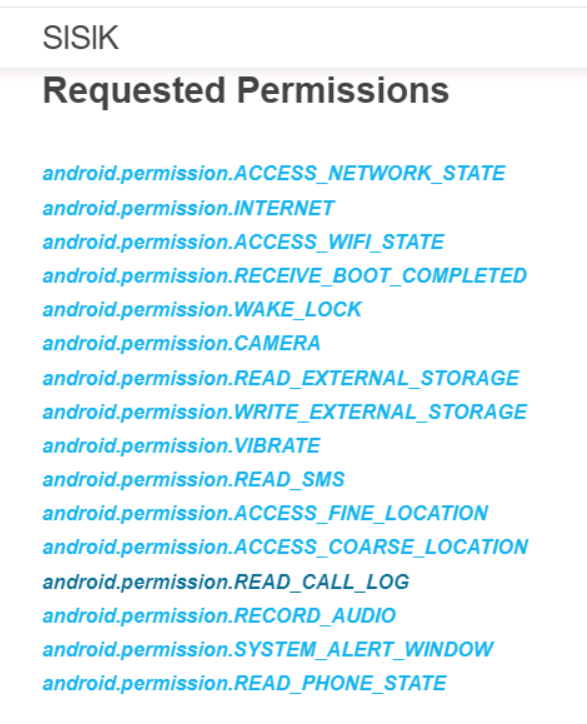 SISIK
Requested Permissions
android.permission.ACCESS_NETWORK_STATE
android.permission.INTERNET
android.permission.ACCESS_WIFI_STATE
android.permission.RECEIVE_BOOT_COMPLETED
android.permission.WAKE_LOCK
android.permission.CAMERA
android.permission.READ_EXTERNAL_STORAGE
android.permission.WRITE_EXTERNAL_STORAGE
android.permission.VIBRATE
android.permission.READ_SMS
android.permission.ACCESS_FINE_LOCATION
android.permission.ACCESS_COARSE_LOCATION
android.permission.READ_CALL_LOG
android.permission.RECORD_AUDIO
android.permission.SYSTEM_ALERT_WINDOW
android.permission.READ_PHONE_STATE